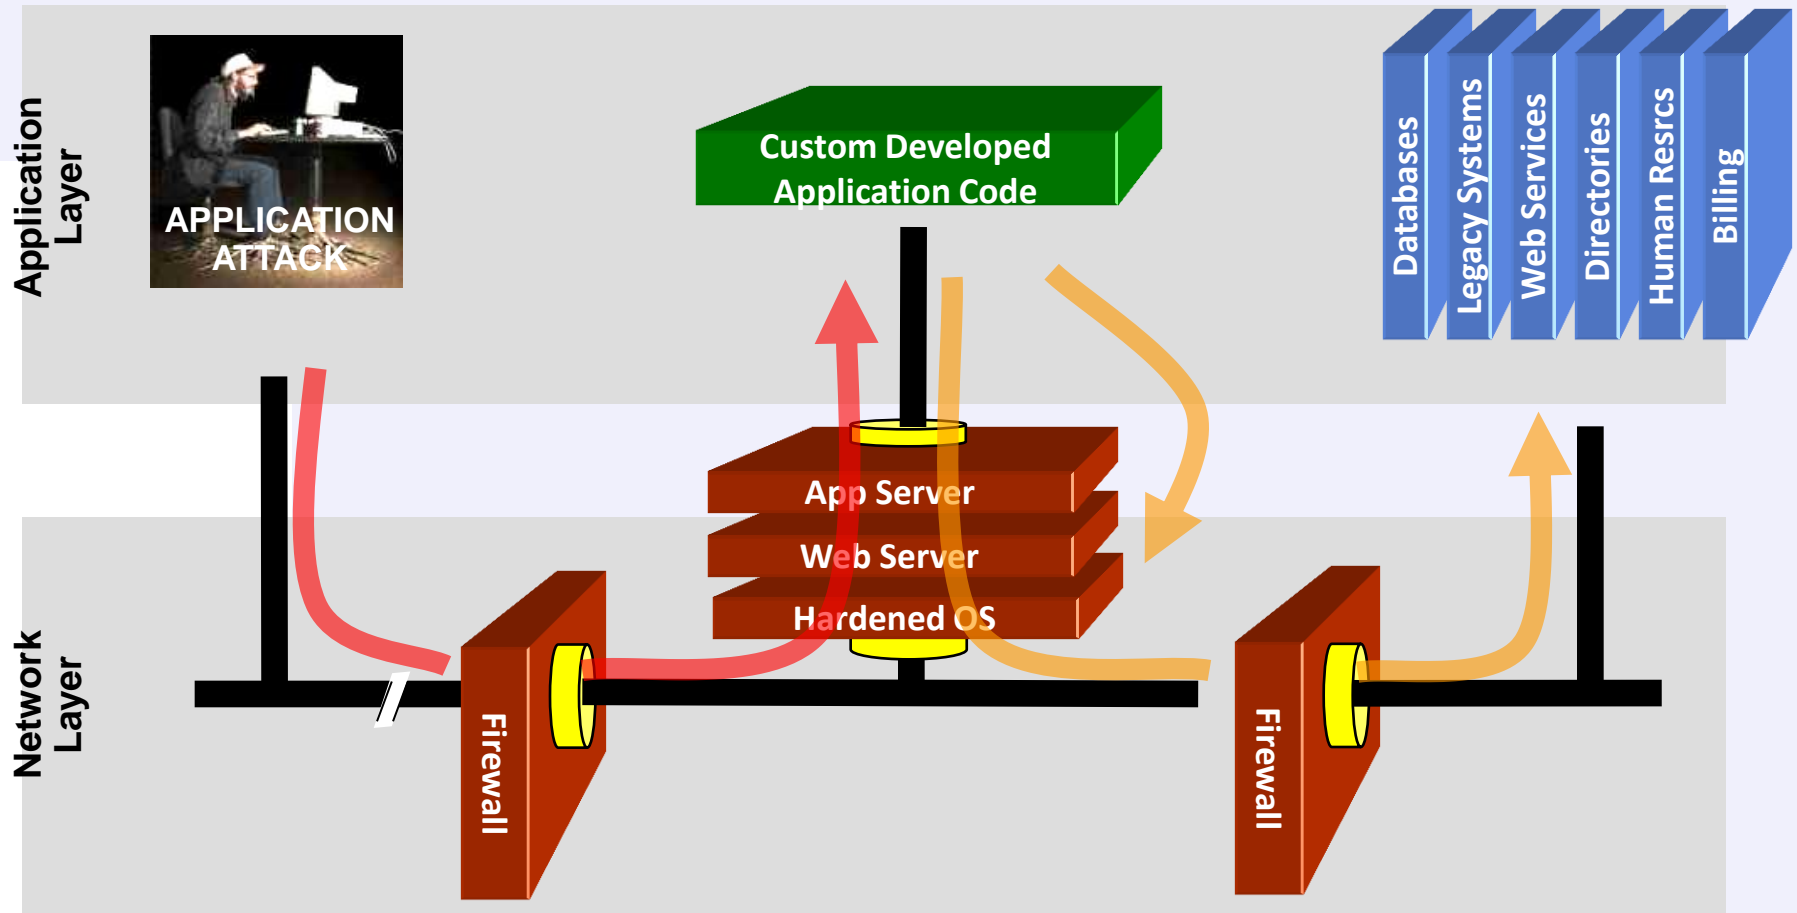 Application
Layer
APPLICATION
ATTACK
Custom Developed
Application Code
Databases
Legacy Systems
Web Services
Directories
Human Resrcs
Billing
App Server
Web Server
Hardened OS
Network
Layer
Firewall
Firewall